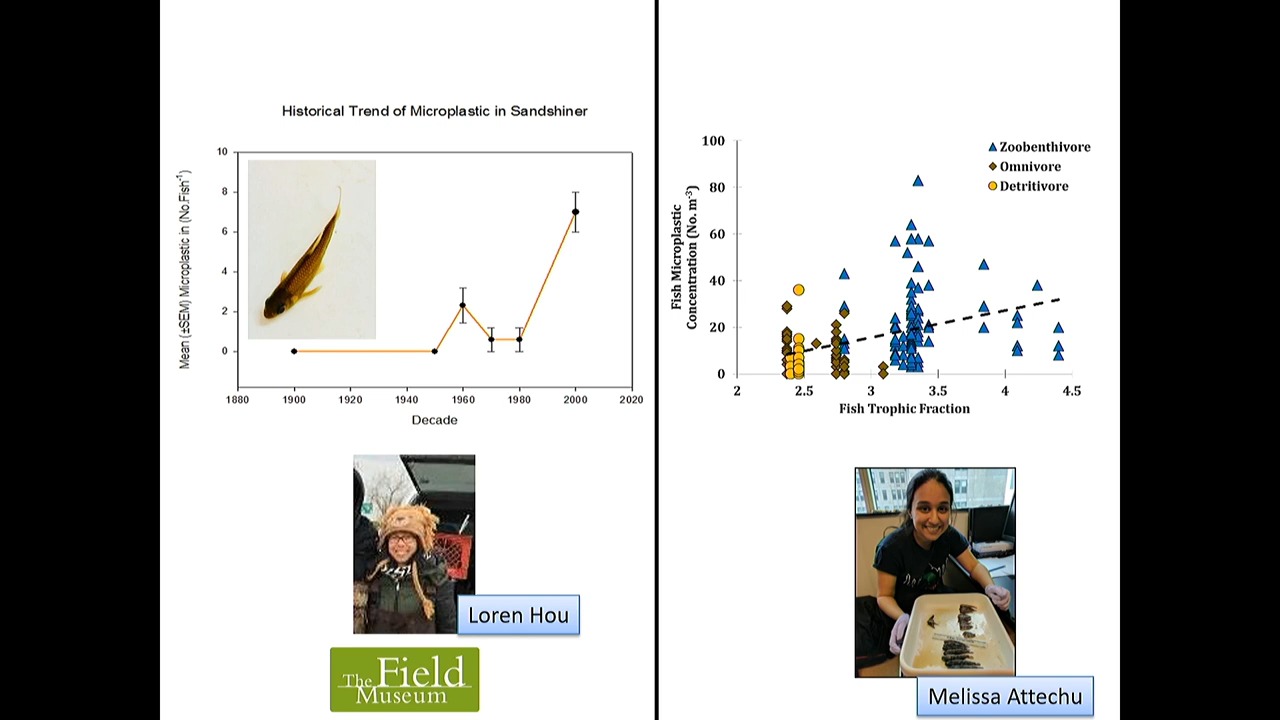 Historical Trend of Microplastic in Sandshiner
Mean (±SEM) Microplastic in (No.Fish⁻¹)
10
8
6
4
2
0
1880 1900 1920 1940 1960 1980 2000 2020
Decade
Loren Hou
The Field
Museum
Fish Microplastic
Concentration (No. m⁻³)
100
80
60
40
20
0
Zoobenthivore
Omnivore
Detritivore
2 2.5 3 3.5 4 4.5
Fish Trophic Fraction
Melissa Attechu